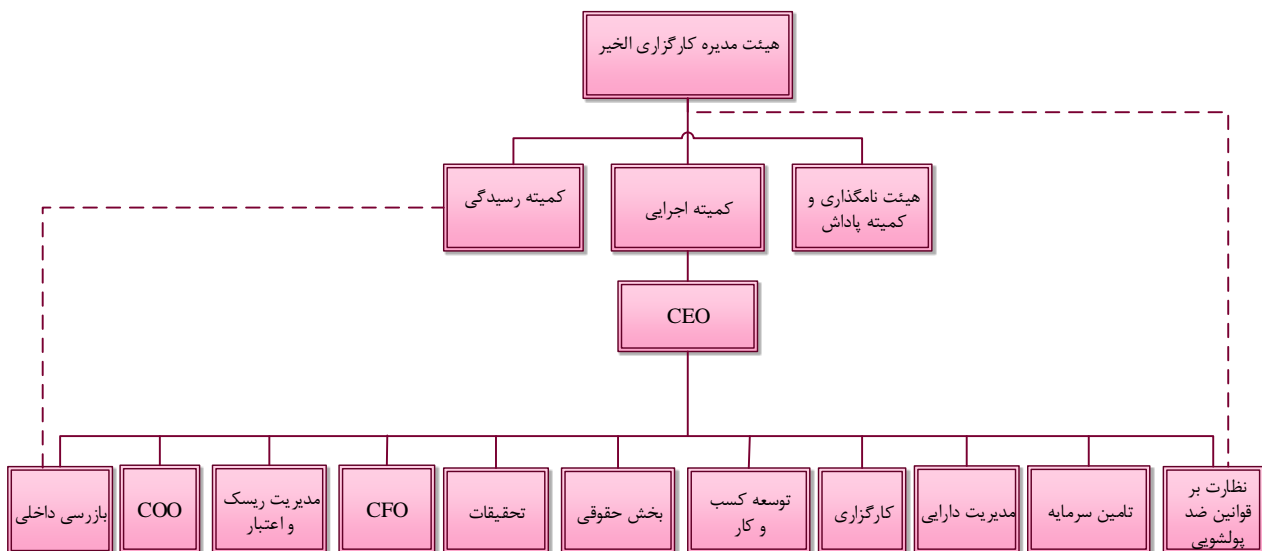 هیئت مدیره کارگزاری الخیر
هیئت نامگذاری و
کمیته پاداش
کمیته اجرایی
کمیته رسیدگی
CEO
نظارت بر
قوانین ضد
پولشویی
تامین سرمایه
مدیریت دارایی
کارگزاری
توسعه کسب
و کار
بخش حقوقی
تحقیقات
CFO
مدیریت ریسک
و اعتبار
COO
بازرسی داخلی